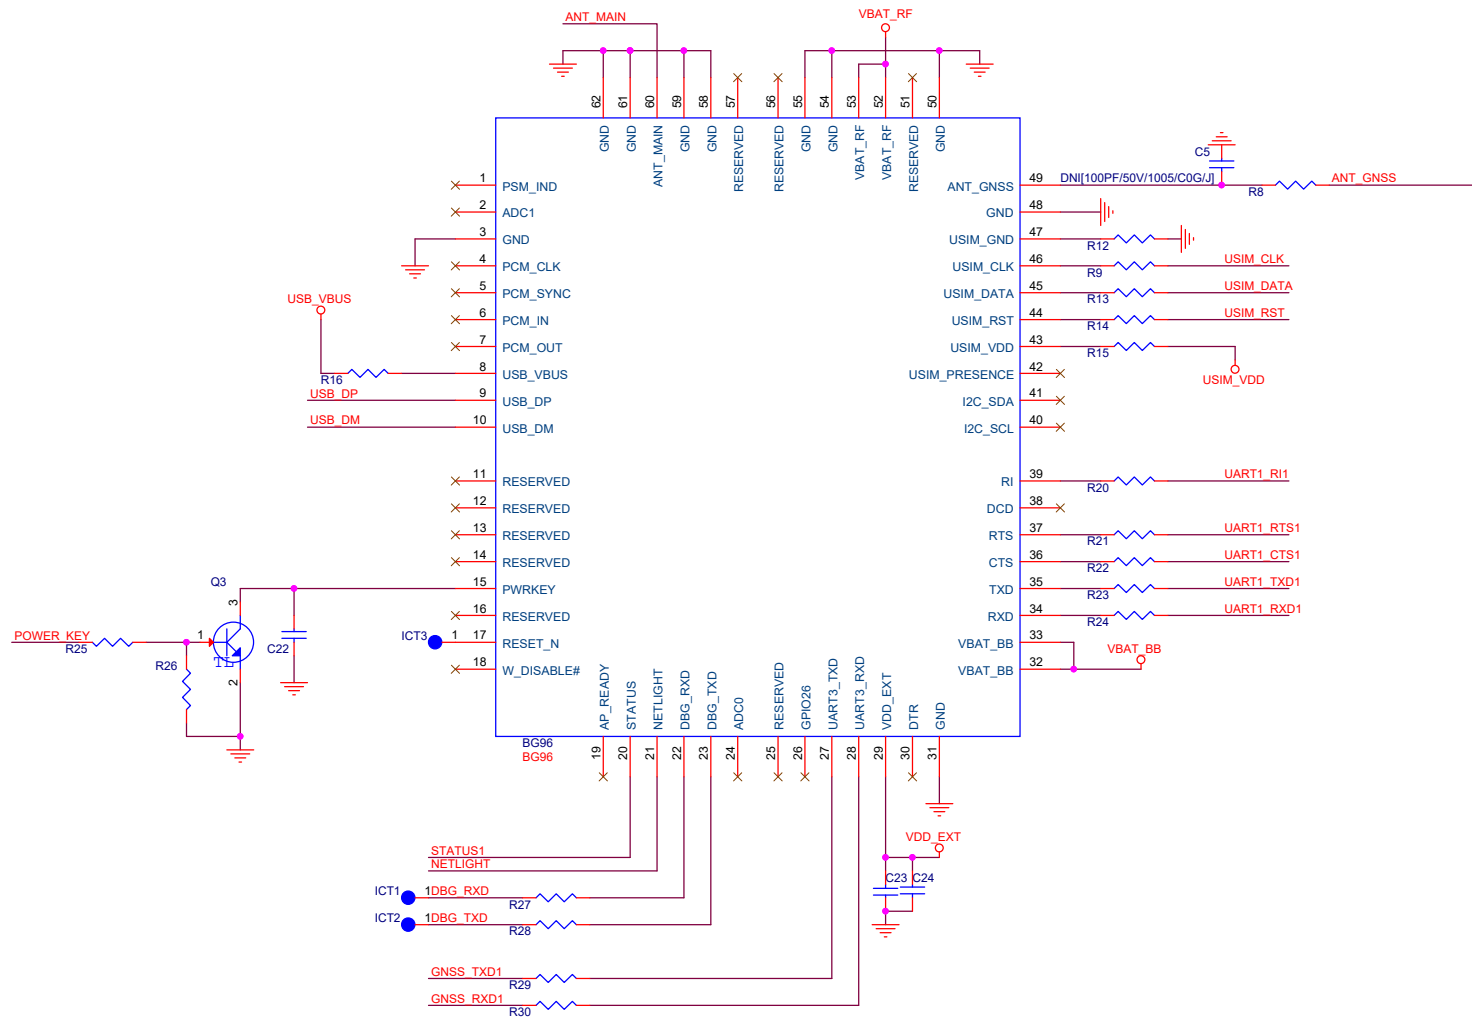 ANT_MAIN
VBAT_RF
62 61 60 59 58 57 56 55 54 53 52 51 50
GND GND ANT_MAIN GND GND RESERVED RESERVED GND GND VBAT_RF VBAT_RF RESERVED GND
C5
1 PSM_IND
ANT_GNSS 49 DNI[100PF/50V/1005/C0G/J] R8 ANT_GNSS
2 ADC1
GND 48
3 GND
USIM_GND 47 R12
4 PCM_CLK
USIM_CLK 46 R9 USIM_CLK
5 PCM_SYNC
USIM_DATA 45 R13 USIM_DATA
USB_VBUS
6 PCM_IN
USIM_RST 44 R14 USIM_RST
7 PCM_OUT
USIM_VDD 43 R15
R16 8 USB_VBUS
USIM_PRESENCE 42 USIM_VDD
USB_DP 9 USB_DP
I2C_SDA 41
USB_DM 10 USB_DM
I2C_SCL 40
11 RESERVED
RI 39 R20 UART1_RI1
12 RESERVED
DCD 38
13 RESERVED
RTS 37 R21 UART1_RTS1
14 RESERVED
CTS 36 R22 UART1_CTS1
Q3 3 15 PWRKEY
TXD 35 R23 UART1_TXD1
16 RESERVED
RXD 34 R24 UART1_RXD1
POWER_KEY R25 1 TL C22
ICT3 1 17 RESET_N
VBAT_BB 33
R26 2 18 W_DISABLE#
VBAT_BB 32 VBAT_BB
AP_READY STATUS NETLIGHT DBG_RXD DBG_TXD ADC0 RESERVED GPIO26 UART3_TXD UART3_RXD VDD_EXT DTR GND
BG96
BG96
19 20 21 22 23 24 25 26 27 28 29 30 31
STATUS1
NETLIGHT
VDD_EXT
C23 C24
ICT1 1 DBG_RXD R27
ICT2 1 DBG_TXD R28
GNSS_TXD1 R29
GNSS_RXD1 R30